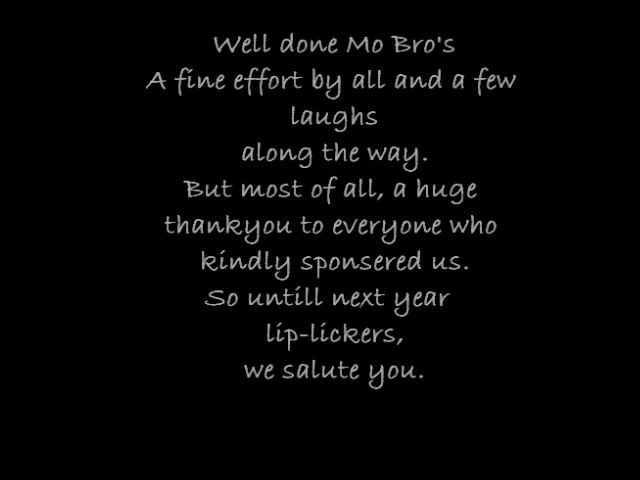 Well done Mo Bro's
A fine effort by all and a few
laughs
along the way.
But most of all, a huge
thankyou to everyone who
kindly sponsered us.
So untill next year
lip-lickers,
we salute you.